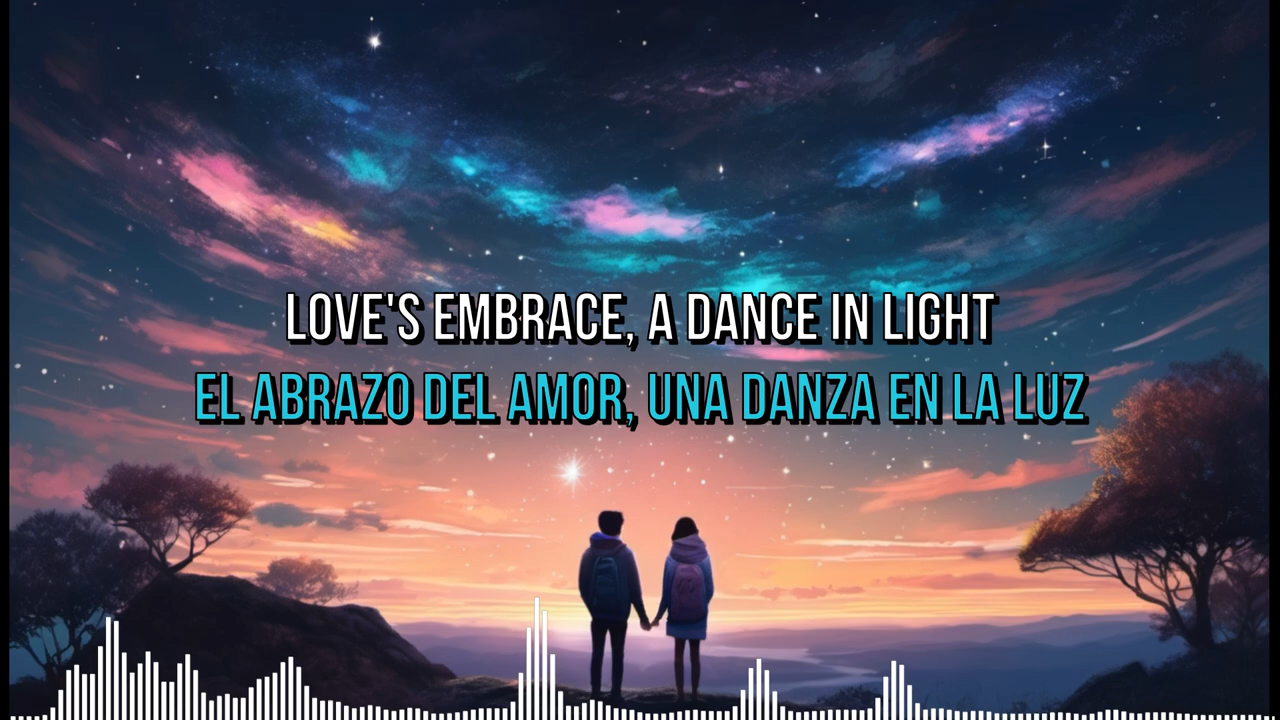 LOVE'S EMBRACE, A DANCE IN LIGHT
EL ABRAZO DEL AMOR, UNA DANZA EN LA LUZ